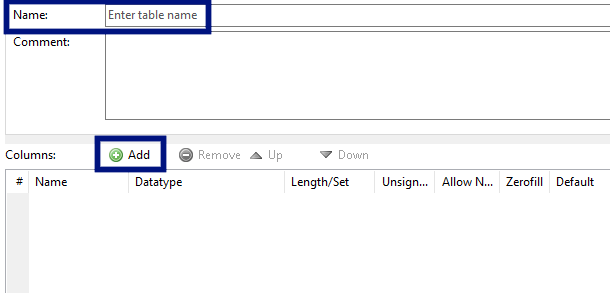 Name: Enter table name
Comment:
Columns: Add Remove Up Down
# Name Datatype Length/Set Unsign... Allow N... Zerofill Default